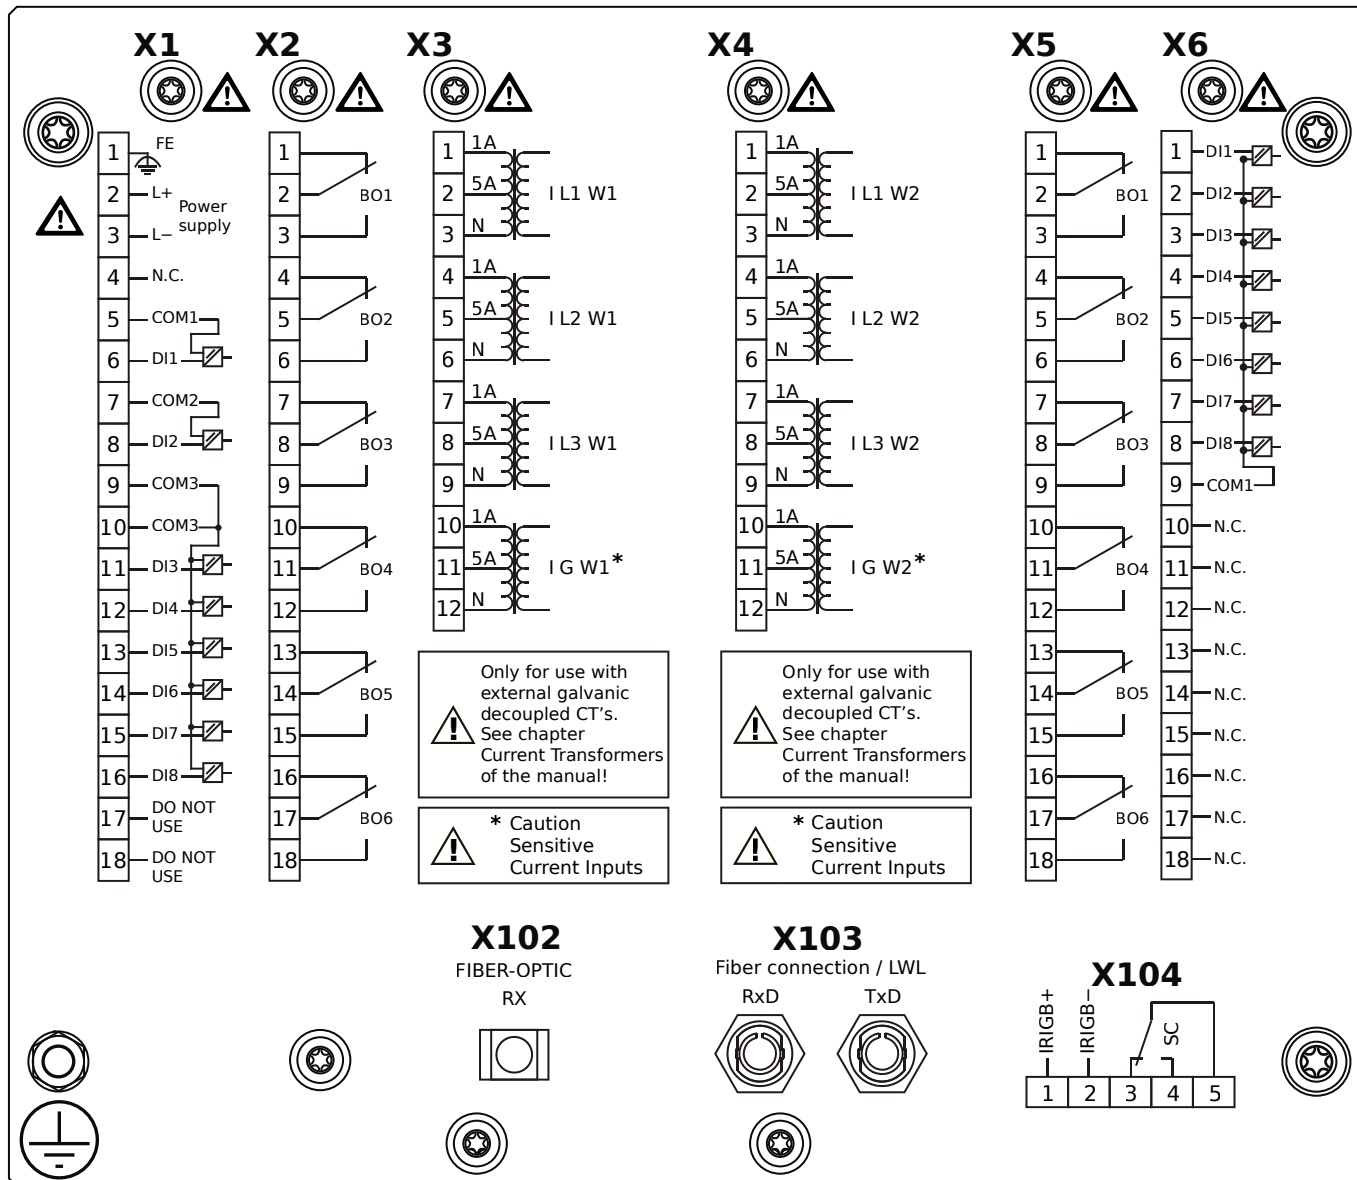 X1
X2
X3
X4
X5
X6
1 FE
2 L+ Power
supply
3 L−
4 N.C.
5 COM1
6 DI1
7 COM2
8 DI2
9 COM3
10 COM3
11 DI3
12 DI4
13 DI5
14 DI6
15 DI7
16 DI8
17 DO NOT
USE
18 DO NOT
USE
1
2 BO1
3
4
5 BO2
6
7
8 BO3
9
10
11 BO4
12
13
14 BO5
15
16
17 BO6
18
1 1A
2 5A I L1 W1
3 N
4 1A
5 5A I L2 W1
6 N
7 1A
8 5A I L3 W1
9 N
10 1A
11 5A I G W1*
12 N
Only for use with
external galvanic
decoupled CT's.
See chapter
Current Transformers
of the manual!
* Caution
Sensitive
Current Inputs
1 1A
2 5A I L1 W2
3 N
4 1A
5 5A I L2 W2
6 N
7 1A
8 5A I L3 W2
9 N
10 1A
11 5A I G W2*
12 N
Only for use with
external galvanic
decoupled CT's.
See chapter
Current Transformers
of the manual!
* Caution
Sensitive
Current Inputs
1
2 BO1
3
4
5 BO2
6
7
8 BO3
9
10
11 BO4
12
13
14 BO5
15
16
17 BO6
18
1 DI1
2 DI2
3 DI3
4 DI4
5 DI5
6 DI6
7 DI7
8 DI8
9 COM1
10 N.C.
11 N.C.
12 N.C.
13 N.C.
14 N.C.
15 N.C.
16 N.C.
17 N.C.
18 N.C.
X102
FIBER-OPTIC
RX
X103
Fiber connection / LWL
RxD TxD
X104
IRIGB+
IRIGB−
SC
1 2 3 4 5